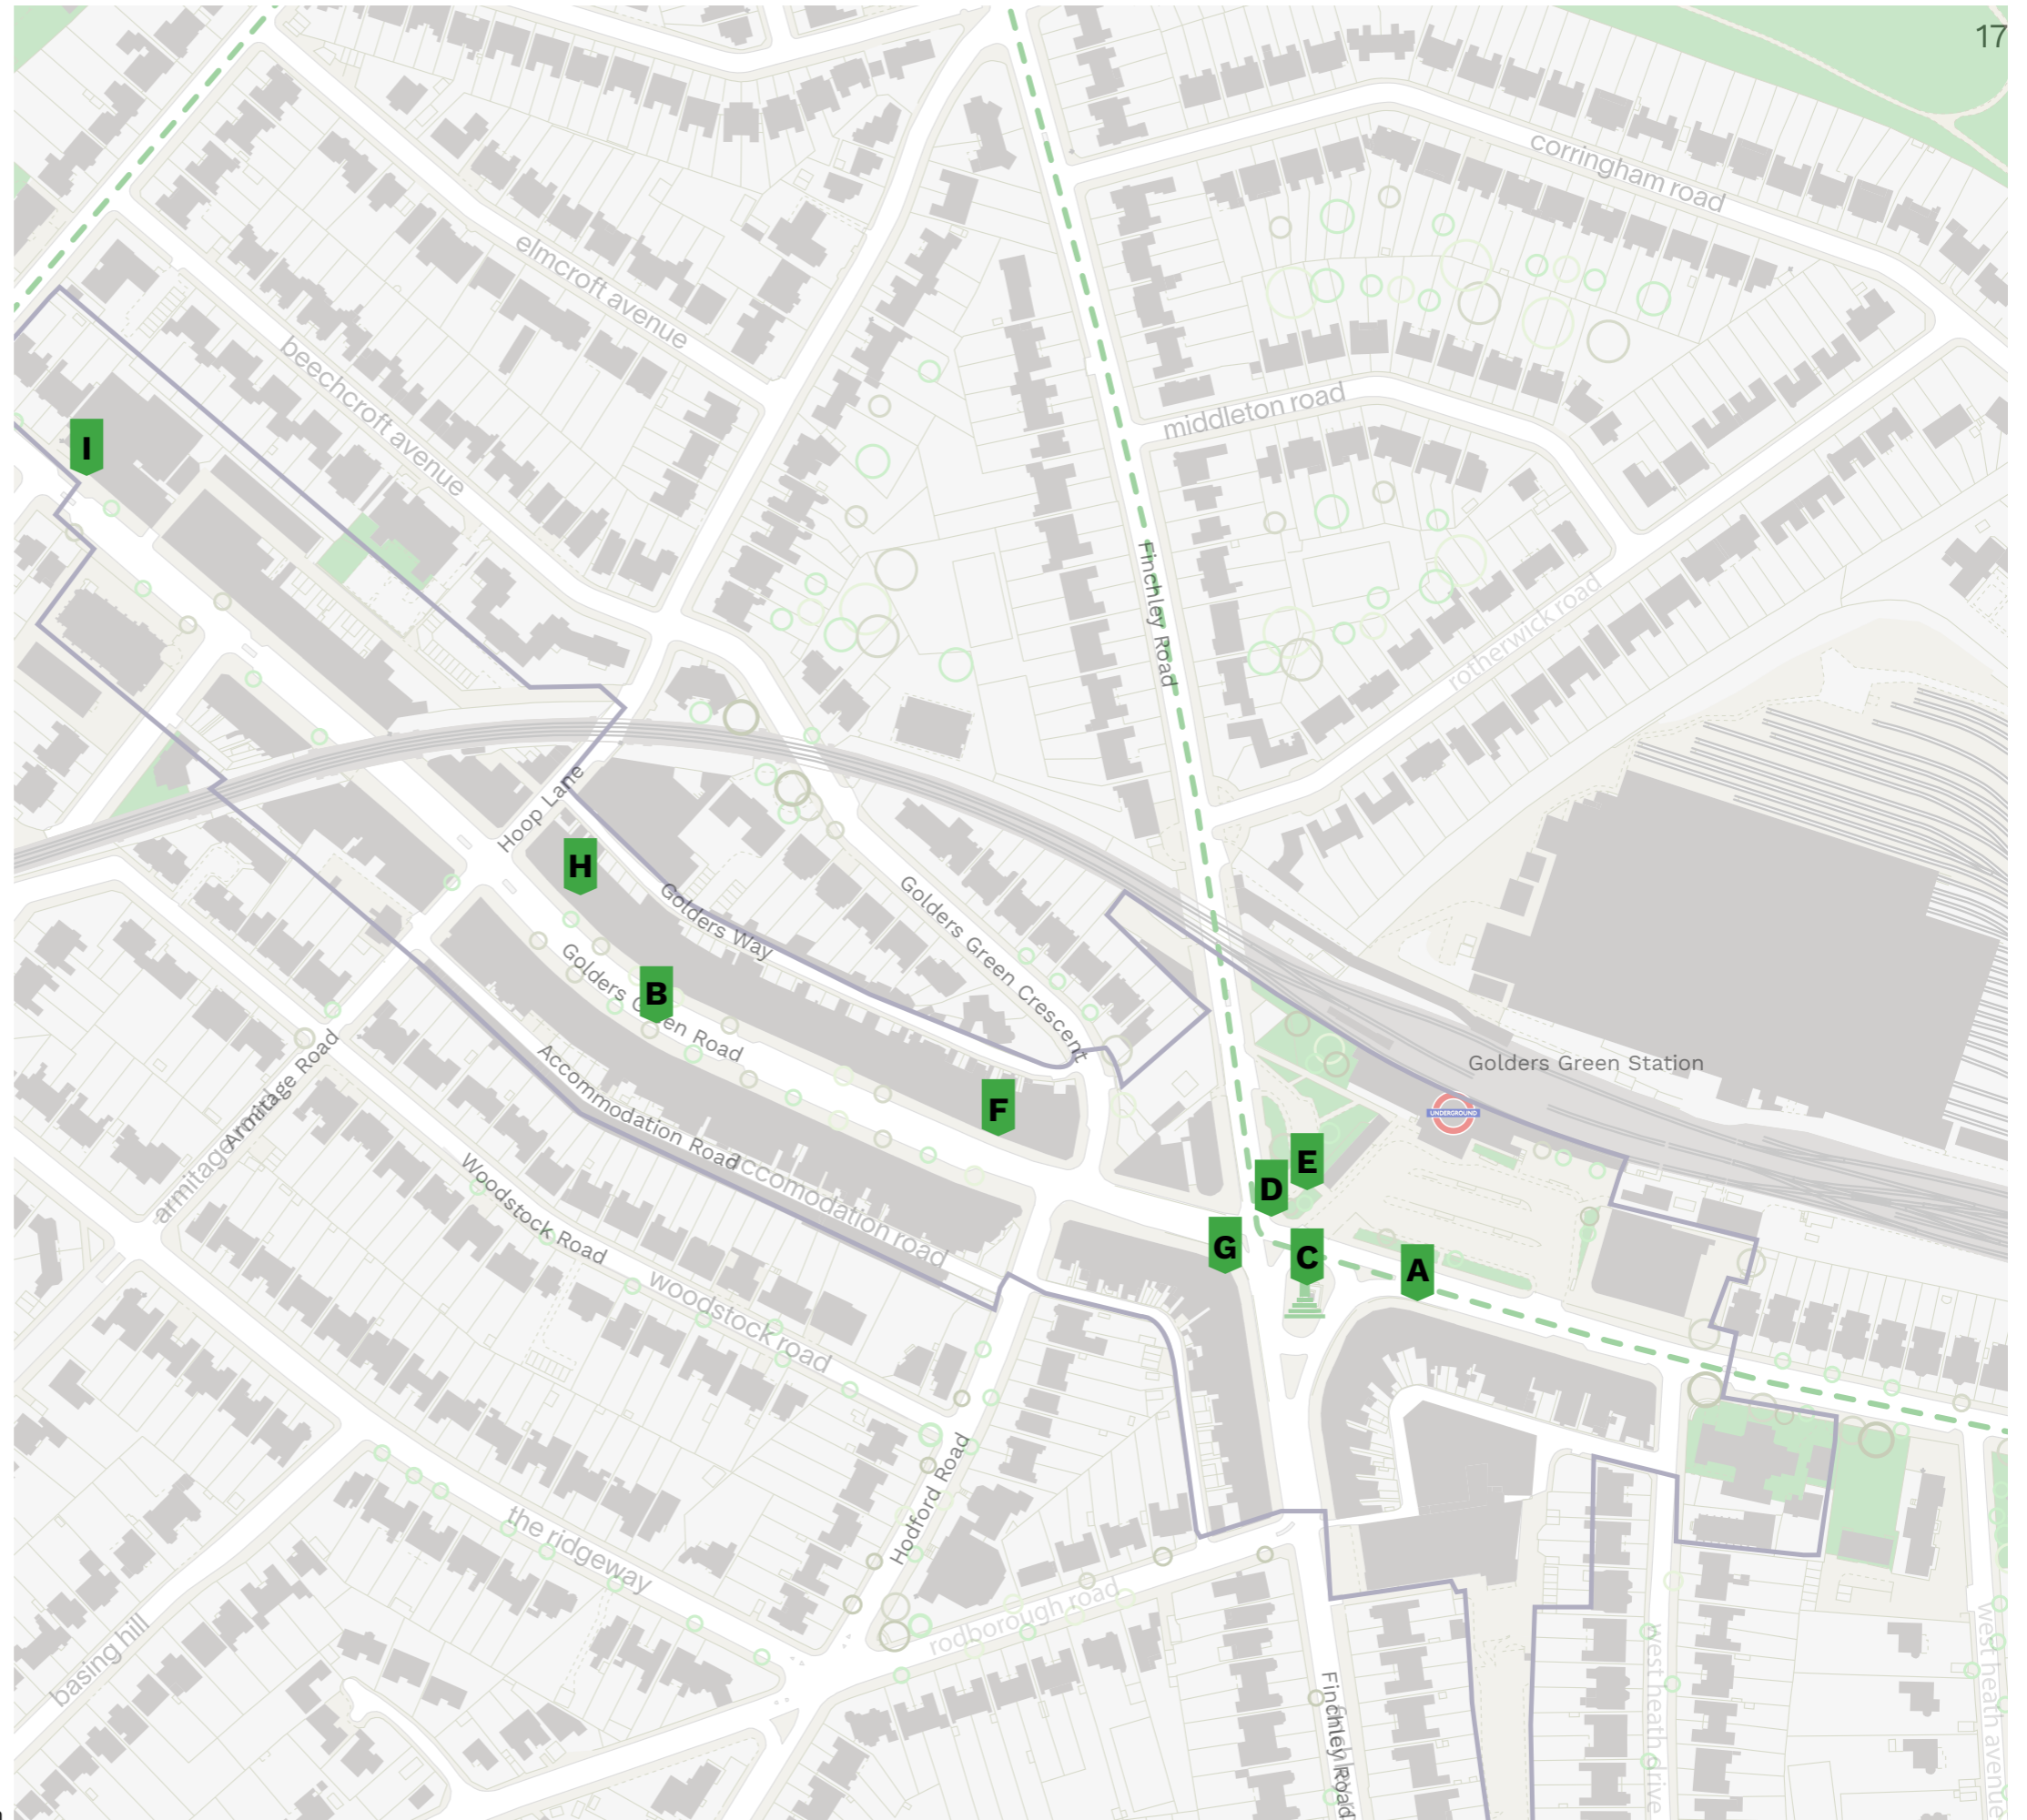 17
corringham road
elmcroft avenue
beechcroft avenue
middleton road
I
Finchley Road
rotherwick road
Hoop Lane
H
Golders Way
Golders Green Crescent
Golders Green Road
B
Golders Green Station
UNDERGROUND
Accommodation Road
F
Armitage Road
armitage
E
D
accomodation road
Woodstock Road
G
C
A
woodstock road
Hodford Road
the ridgeway
rodborough road
basing hill
Finchley Road
west heath drive
west heath avenue